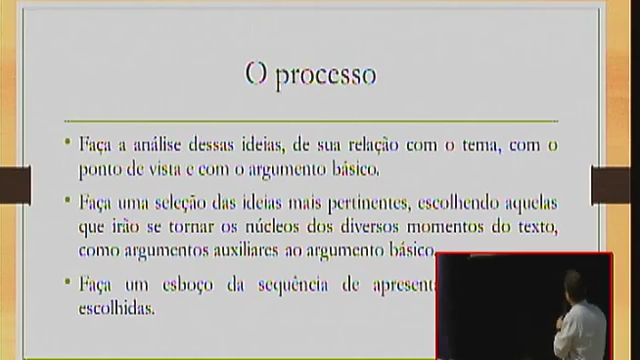 O processo
• Faça a análise dessas ideias, de sua relação com o tema, com o
ponto de vista e com o argumento básico.
• Faça uma seleção das ideias mais pertinentes, escolhendo aquelas
que irão se tornar os núcleos dos diversos momentos do texto,
como argumentos auxiliares ao argumento básico.
• Faça um esboço da sequência de
escolhidas.